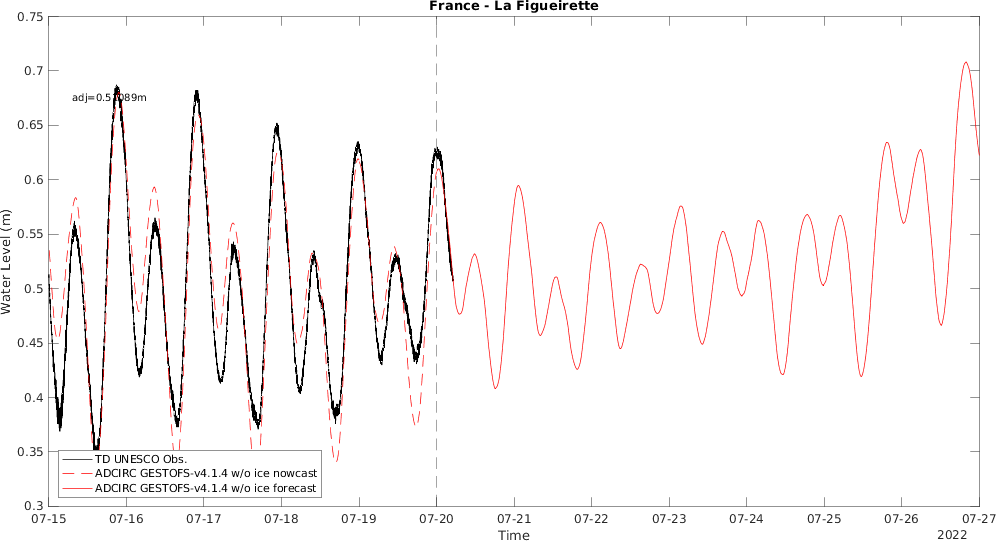 France - La Figueirette
0.75
0.7
0.65
0.6
0.55
0.5
0.45
0.4
0.35
0.3
Water Level (m)
TD UNESCO Obs.
ADCIRC GESTOFS-v4.1.4 w/o ice nowcast
ADCIRC GESTOFS-v4.1.4 w/o ice forecast
07-15 07-16 07-17 07-18 07-19 07-20 07-21 07-22 07-23 07-24 07-25 07-26 07-27
Time
2022